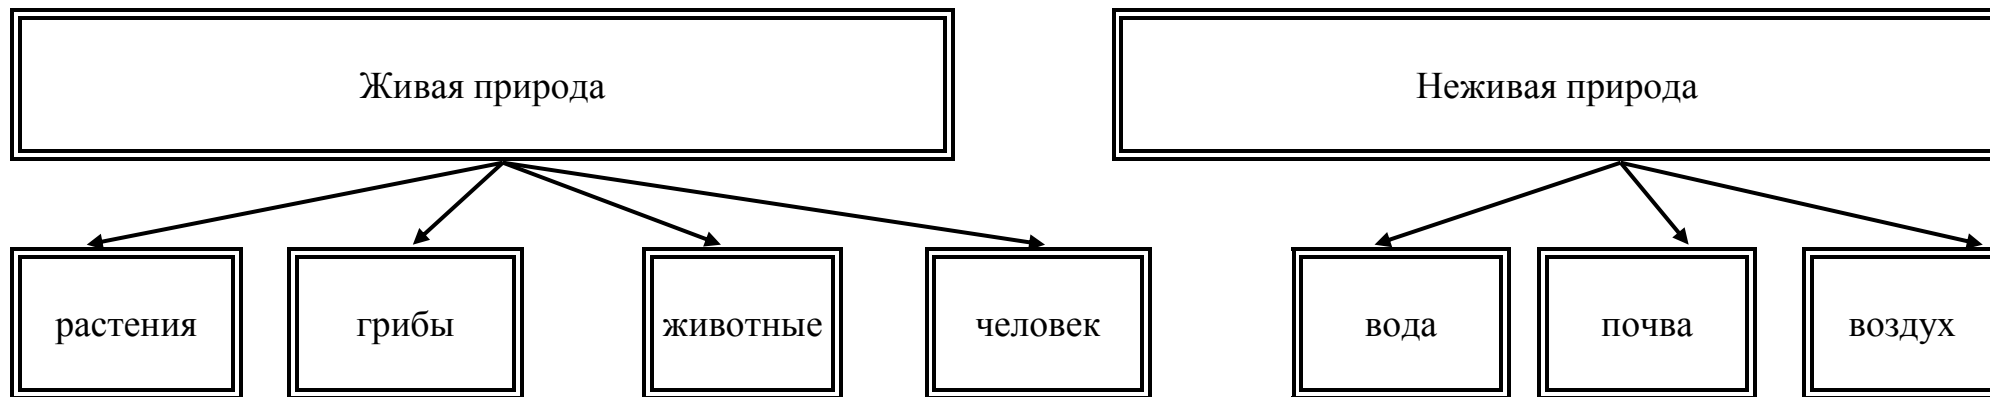 Живая природа
Неживая природа
растения
грибы
животные
человек
вода
почва
воздух